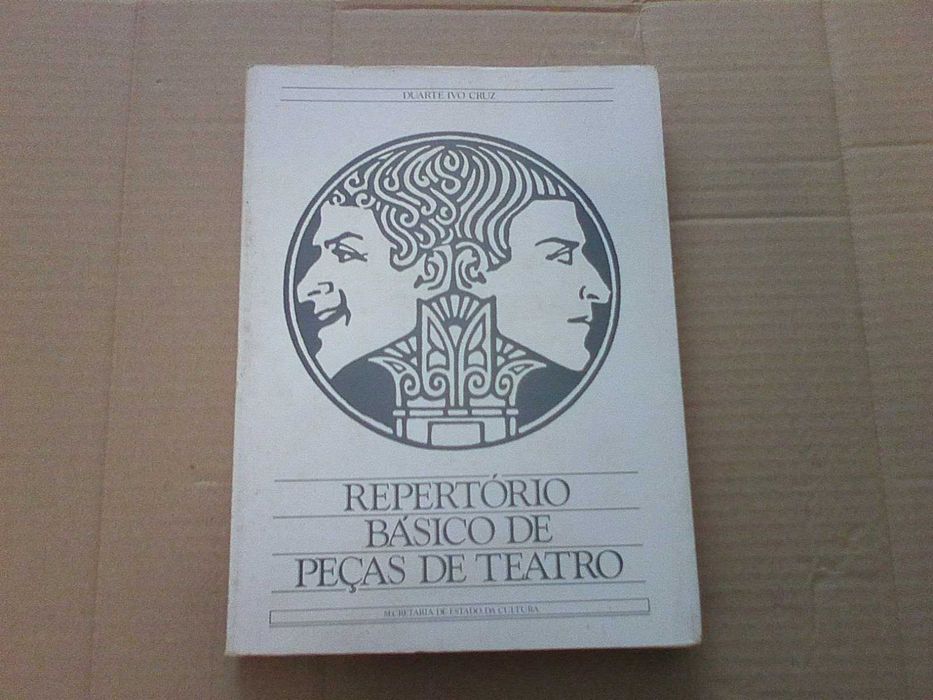 DUARTE IVO CRUZ
REPERTÓRIO
BÁSICO DE
PEÇAS DE TEATRO
SECRETARIA DE ESTADO DA CULTURA